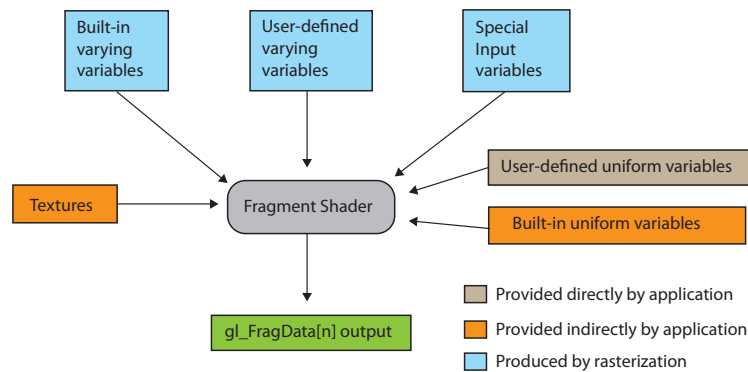 Built-in
varying
variables
User-defined
varying
variables
Special
Input
variables
User-defined uniform variables
Textures
Fragment Shader
Built-in uniform variables
Provided directly by application
gl_FragData[n] output
Provided indirectly by application
Produced by rasterization